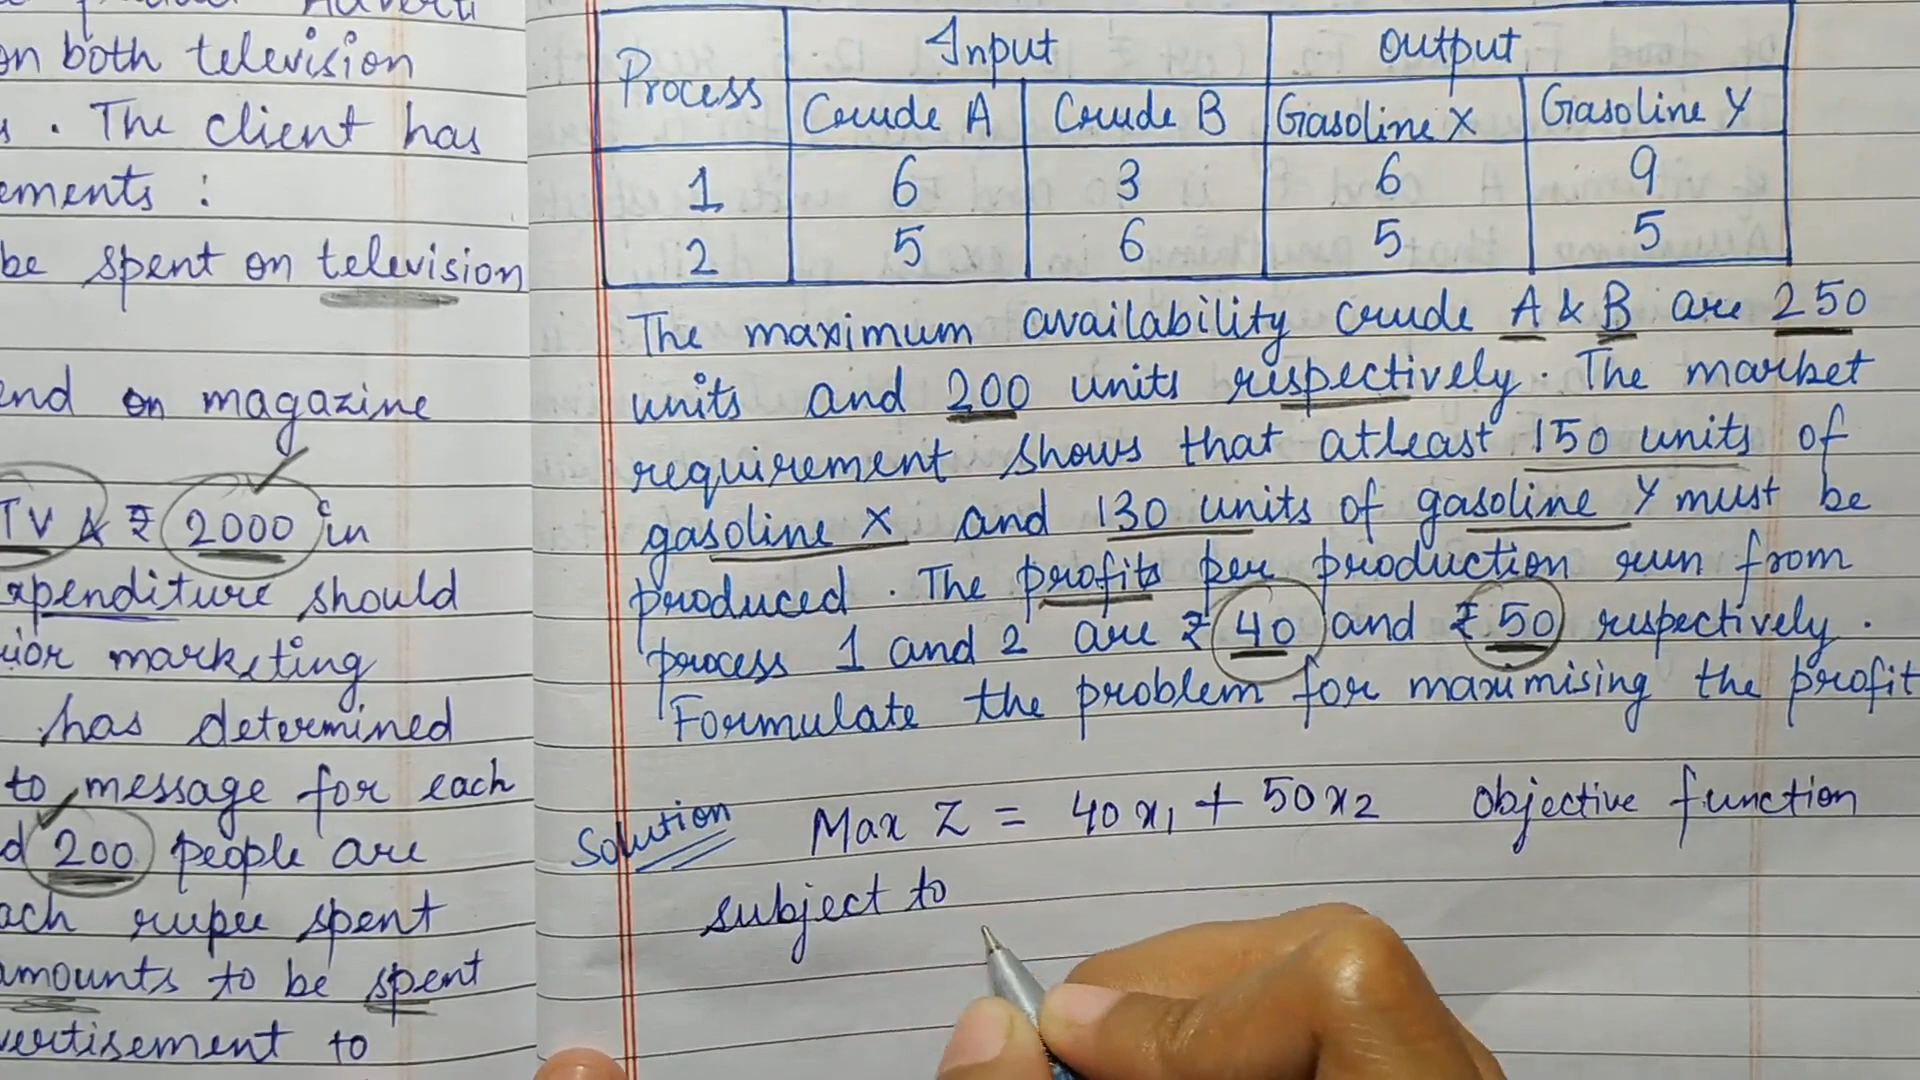 on both television
. The client has
ements :
be spent on television
end on magazine
TV & ₹ 2000 in
xpenditure should
ior marketing
has determined
to message for each
d 200 people are
ach rupee spent
amounts to be spent
vertisement to
Process Input Output
Crude A Crude B Gasoline X Gasoline Y
1 6 3 6 9
2 5 6 5 5
The maximum availability crude A & B are 250
units and 200 units respectively. The market
requirement shows that atleast 150 units of
gasoline X and 130 units of gasoline Y must be
produced. The profits per production run from
process 1 and 2 are ₹ 40 and ₹ 50 respectively.
Formulate the problem for maximising the profit
Solution Max Z = 40x₁ + 50x₂ Objective function
subject to